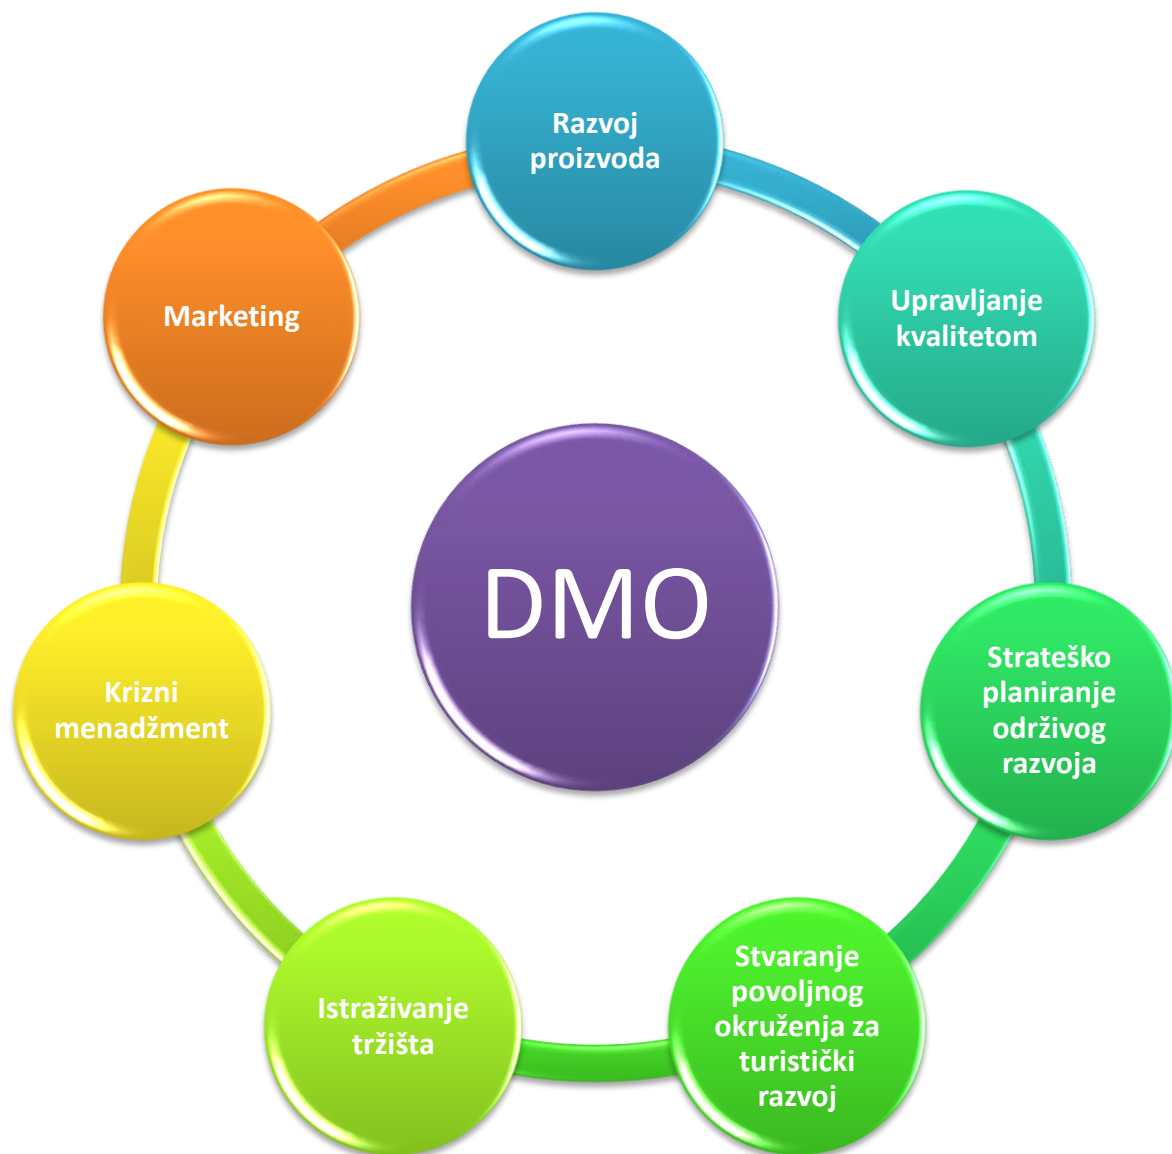 Razvoj
proizvoda
Upravljanje
kvalitetom
Strateško
planiranje
održivog
razvoja
Stvaranje
povoljnog
okruženja za
turistički
razvoj
Istraživanje
tržišta
Krizni
menadžment
Marketing
DMO